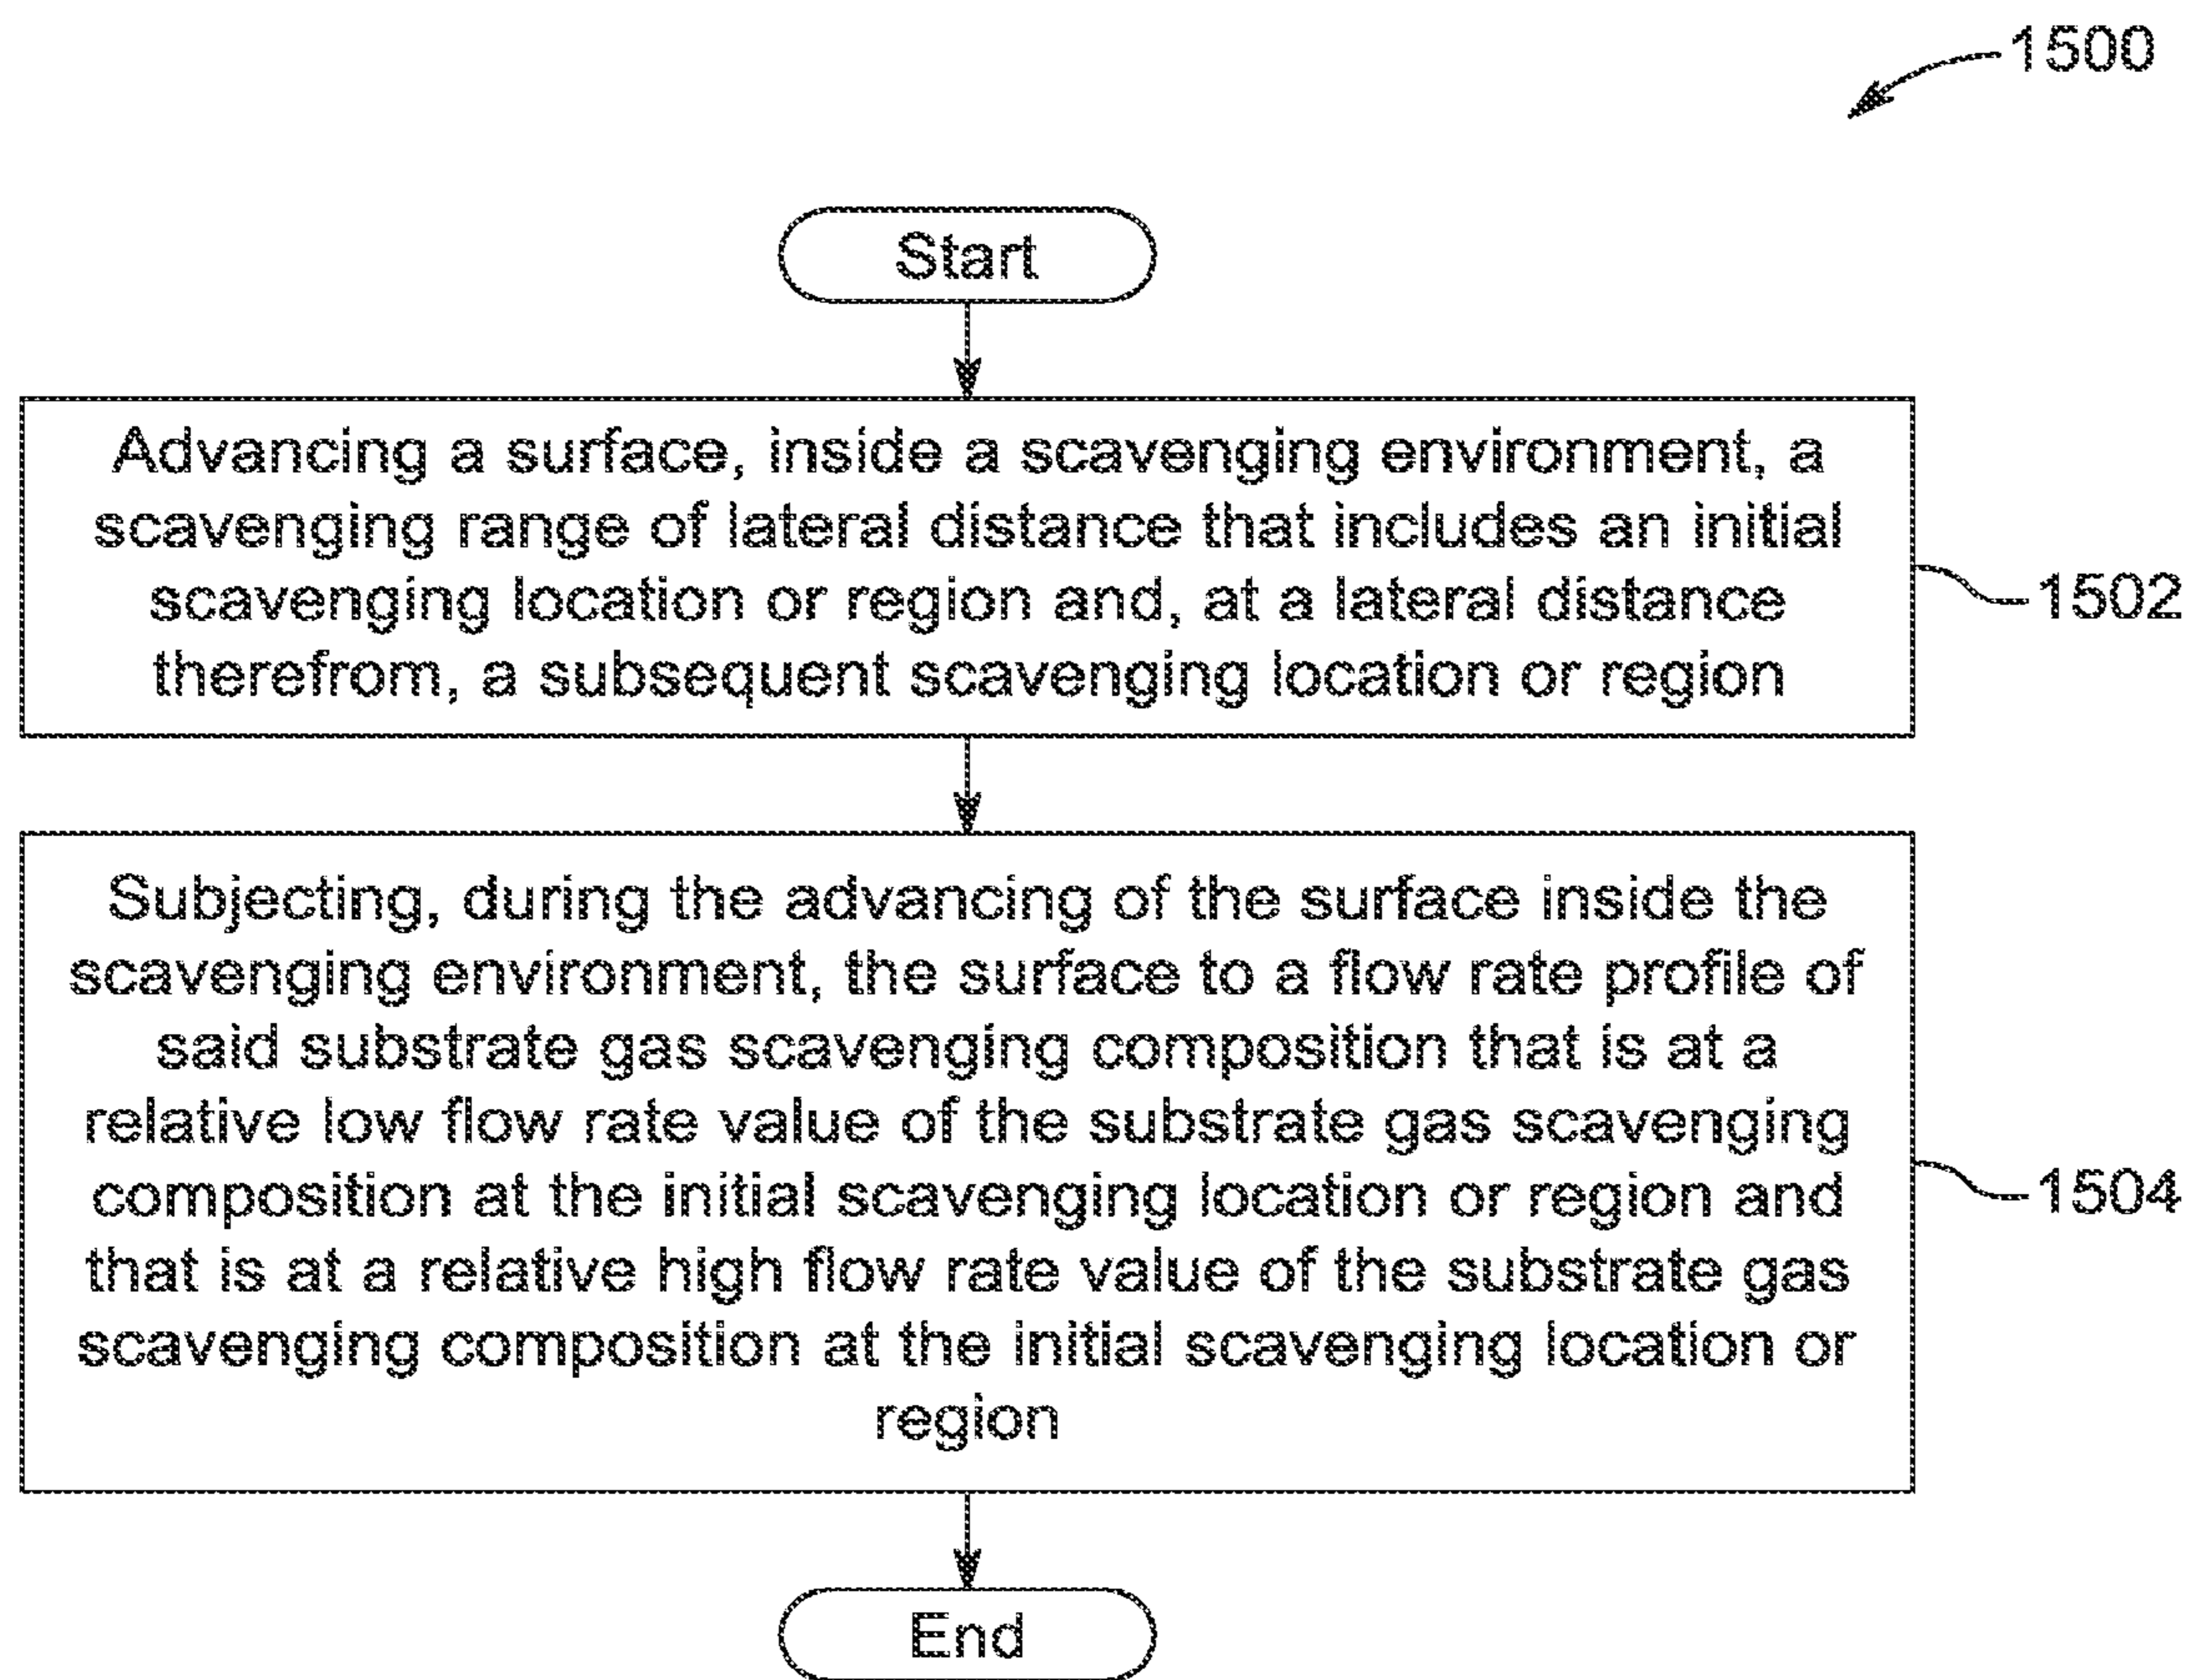 1500
Start
Advancing a surface, inside a scavenging environment, a
scavenging range of lateral distance that includes an initial
scavenging location or region and, at a lateral distance
therefrom, a subsequent scavenging location or region
1502
Subjecting, during the advancing of the surface inside the
scavenging environment, the surface to a flow rate profile of
said substrate gas scavenging composition that is at a
relative low flow rate value of the substrate gas scavenging
composition at the initial scavenging location or region and
that is at a relative high flow rate value of the substrate gas
scavenging composition at the initial scavenging location or
region
1504
End